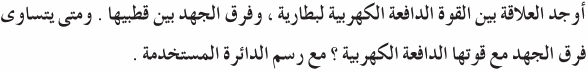 أوجد العلاقة بين القوة الدافعة الكهربية لبطارية ، وفرق الجهد بين قطبيها . ومتى يتساوى
فرق الجهد مع قوتها الدافعة الكهربية ؟ مع رسم الدائرة المستخدمة .